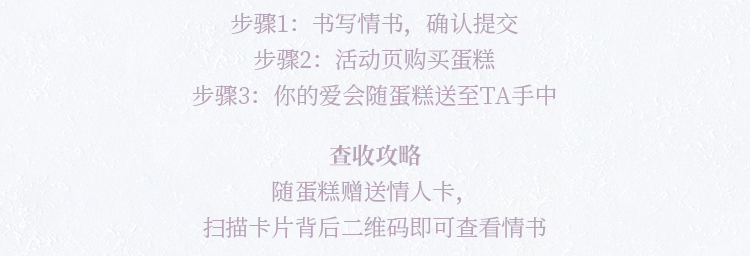 步骤1：书写情书，确认提交
步骤2：活动页购买蛋糕
步骤3：你的爱会随蛋糕送至TA手中
查收攻略
随蛋糕赠送情人卡，
扫描卡片背后二维码即可查看情书